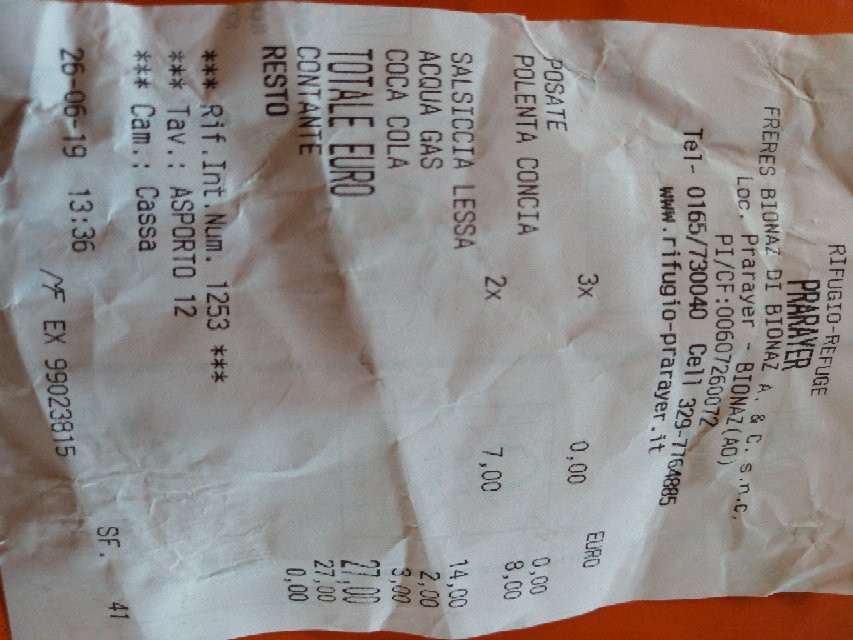 RIFUGIO-REFUGE
PRARAYER
FRERES BIONAZ DI BIONAZ A. & C. s.n.c.
Loc. Prarayer - BIONAZ(AO)
PI/CF:00607260072
Tel- 0165/730040 Cell 329-7764885
www.rifugio-prarayer.it
EURO
3x 0,00
POSATE 0,00
POLENTA CONCIA 8,00
2x 7,00
SALSICCIA LESSA 14,00
ACQUA GAS 2,00
COCA COLA 3,00
TOTALE EURO 27,00
CONTANTE 27,00
RESTO 0,00
*** Rif.Int.Num. 1253 ***
*** Tav.: ASPORTO 12
*** Cam.: Cassa
SF. 41
26-06-19 13:36
MF EX 99023815